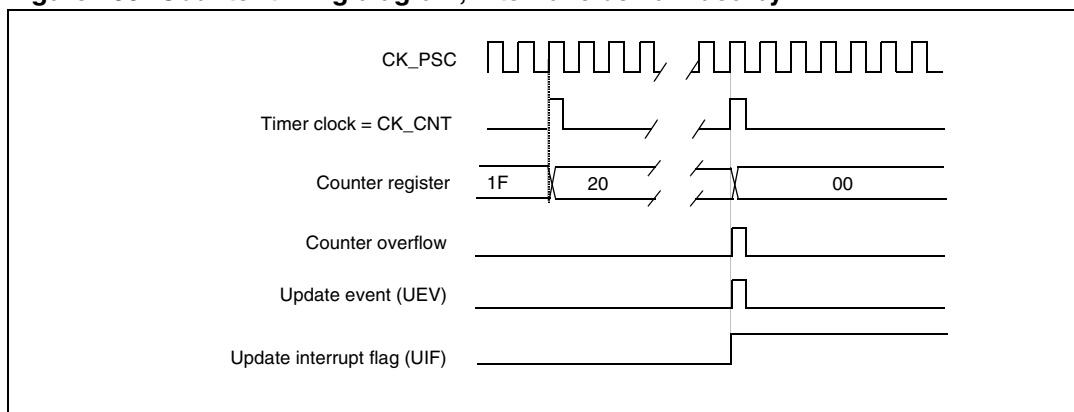 CK_PSC
Timer clock = CK_CNT
Counter register
1F
20
00
Counter overflow
Update event (UEV)
Update interrupt flag (UIF)